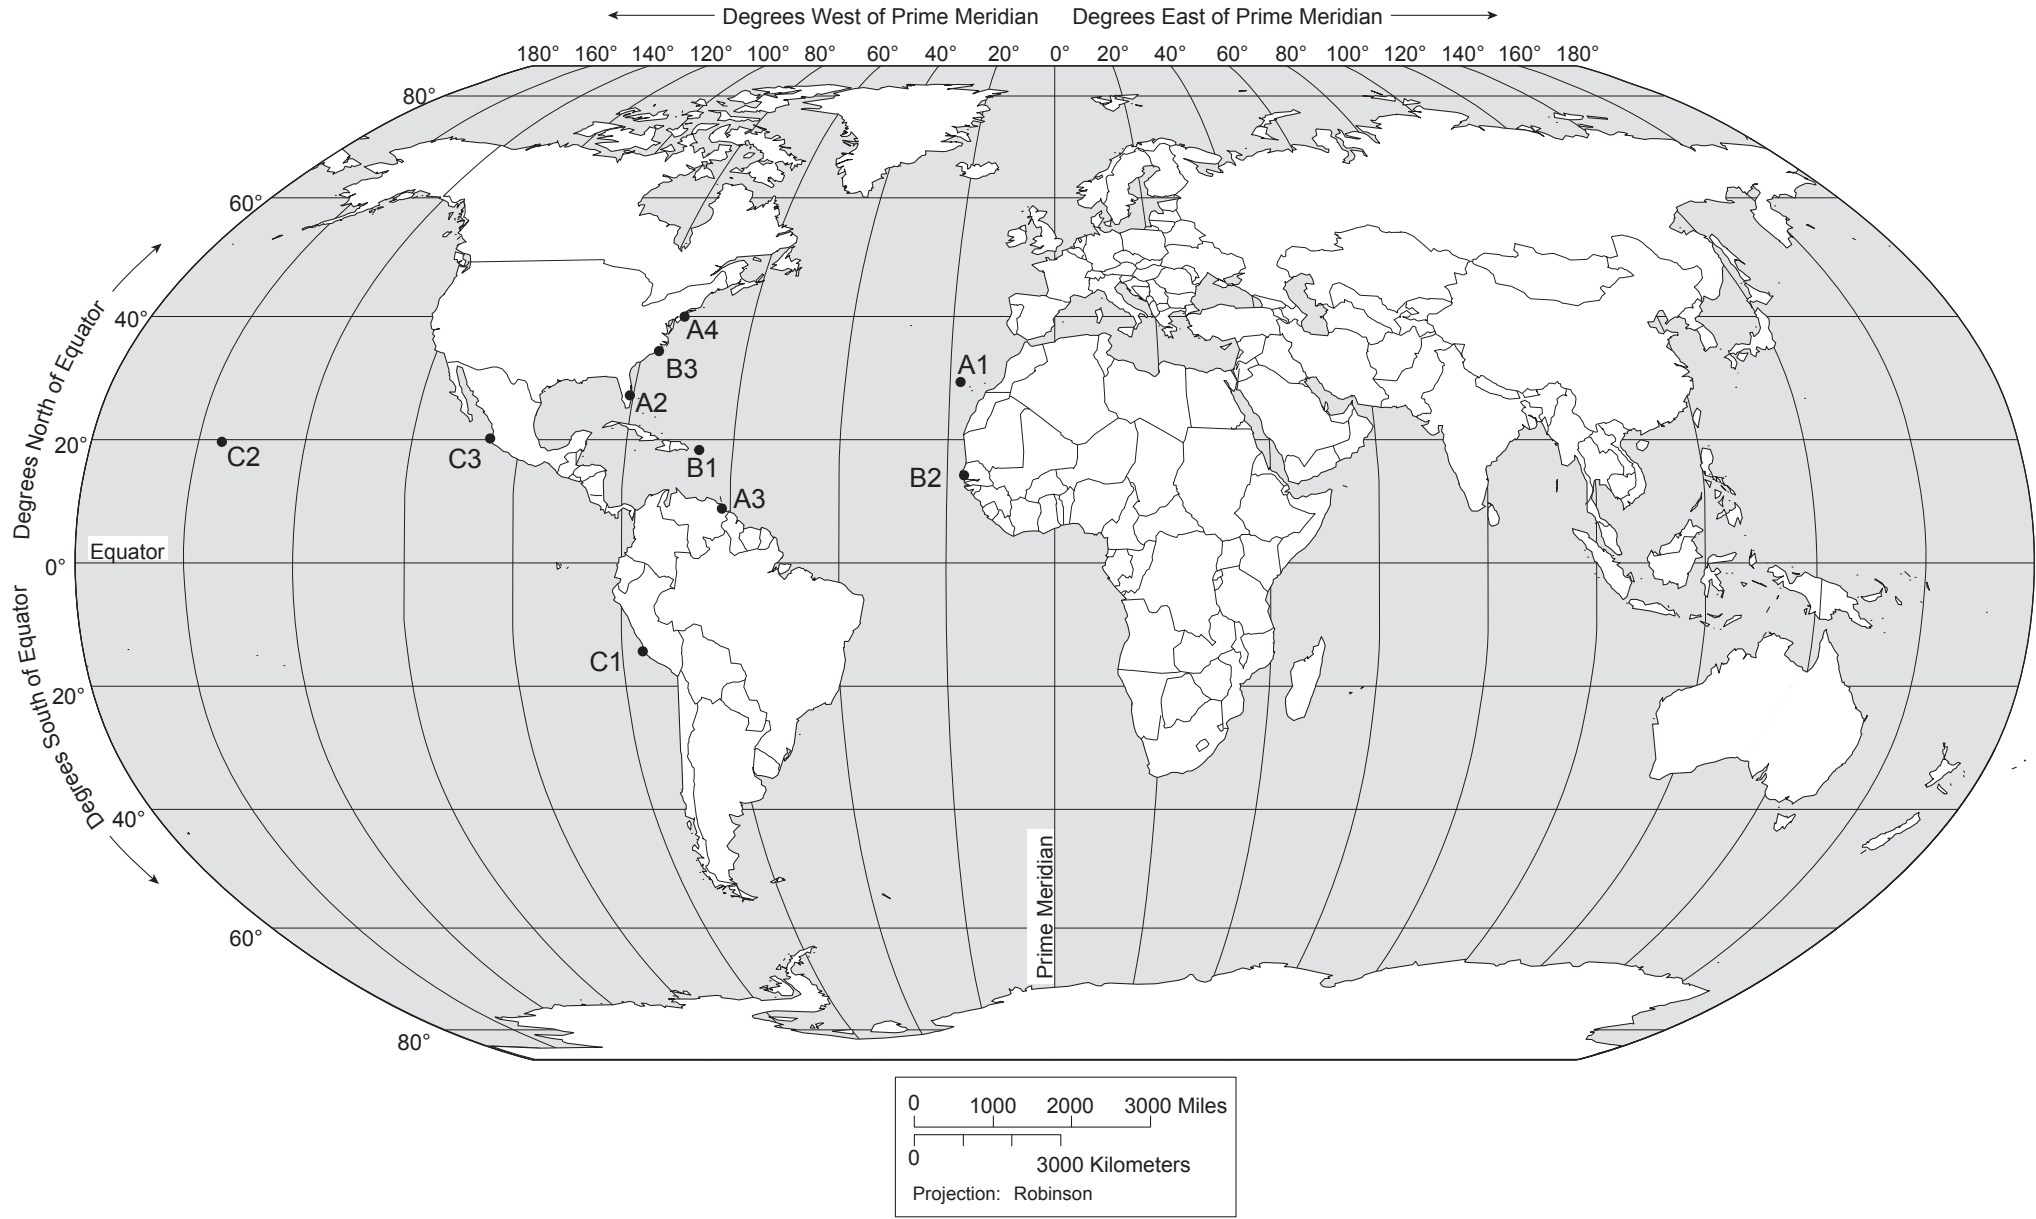 Degrees West of Prime Meridian Degrees East of Prime Meridian
180° 160° 140° 120° 100° 80° 60° 40° 20° 0° 20° 40° 60° 80° 100° 120° 140° 160° 180°
80°
60°
Degrees North of Equator
40°
A4
B3
A1
A2
20°
C2
C3
B1
B2
A3
Equator
0°
Degrees South of Equator
C1
20°
40°
Prime Meridian
60°
80°
0 1000 2000 3000 Miles
0 3000 Kilometers
Projection: Robinson